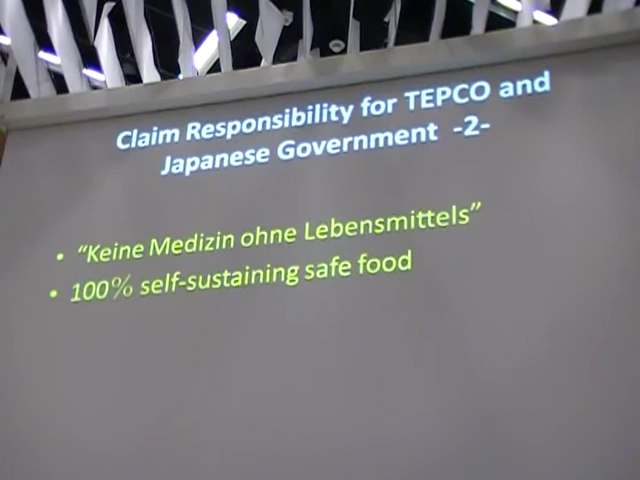 Claim Responsibility for TEPCO and
Japanese Government -2-
• “Keine Medizin ohne Lebensmittels”
• 100% self-sustaining safe food